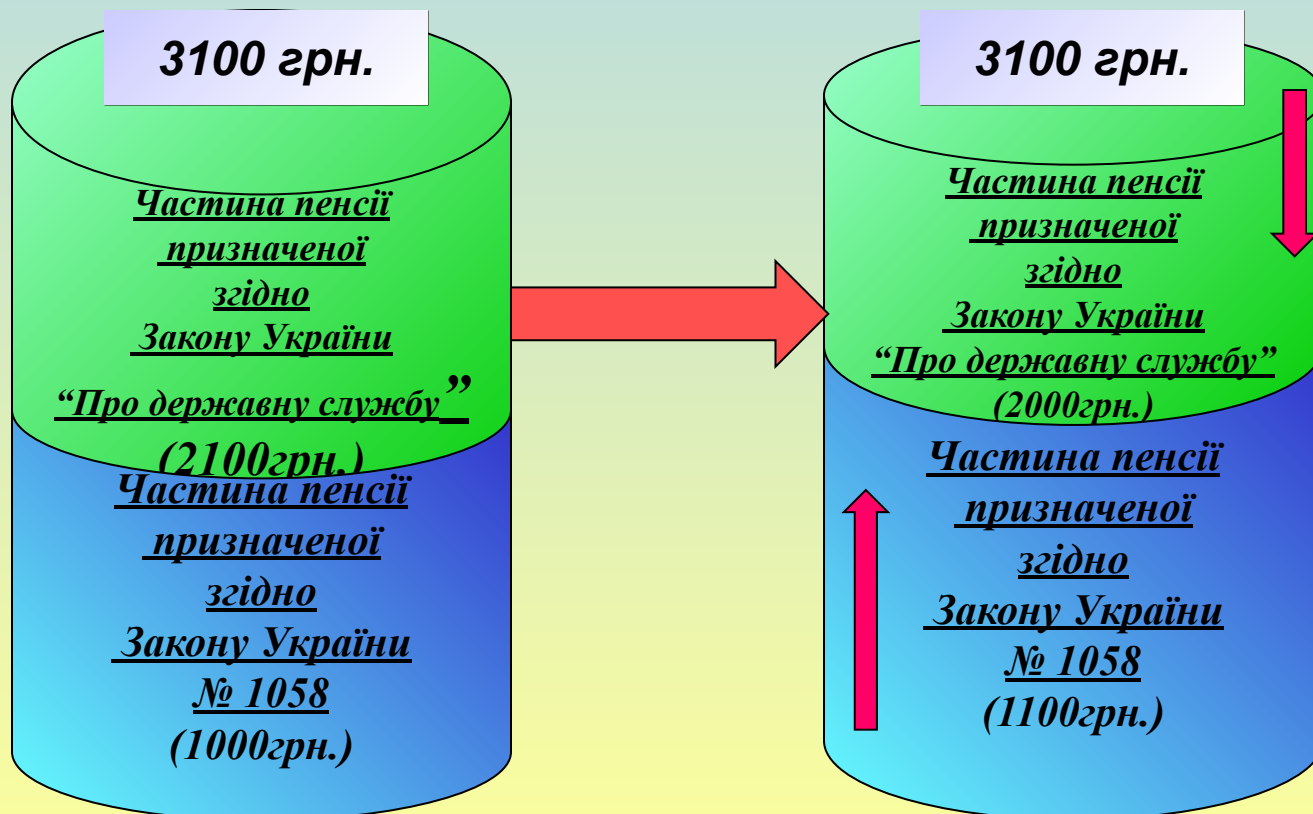 3100 грн.
Частина пенсії
призначеної
згідно
Закону України
“Про державну службу”
(2100грн.)
Частина пенсії
призначеної
згідно
Закону України
№ 1058
(1000грн.)
3100 грн.
Частина пенсії
призначеної
згідно
Закону України
“Про державну службу”
(2000грн.)
Частина пенсії
призначеної
згідно
Закону України
№ 1058
(1100грн.)